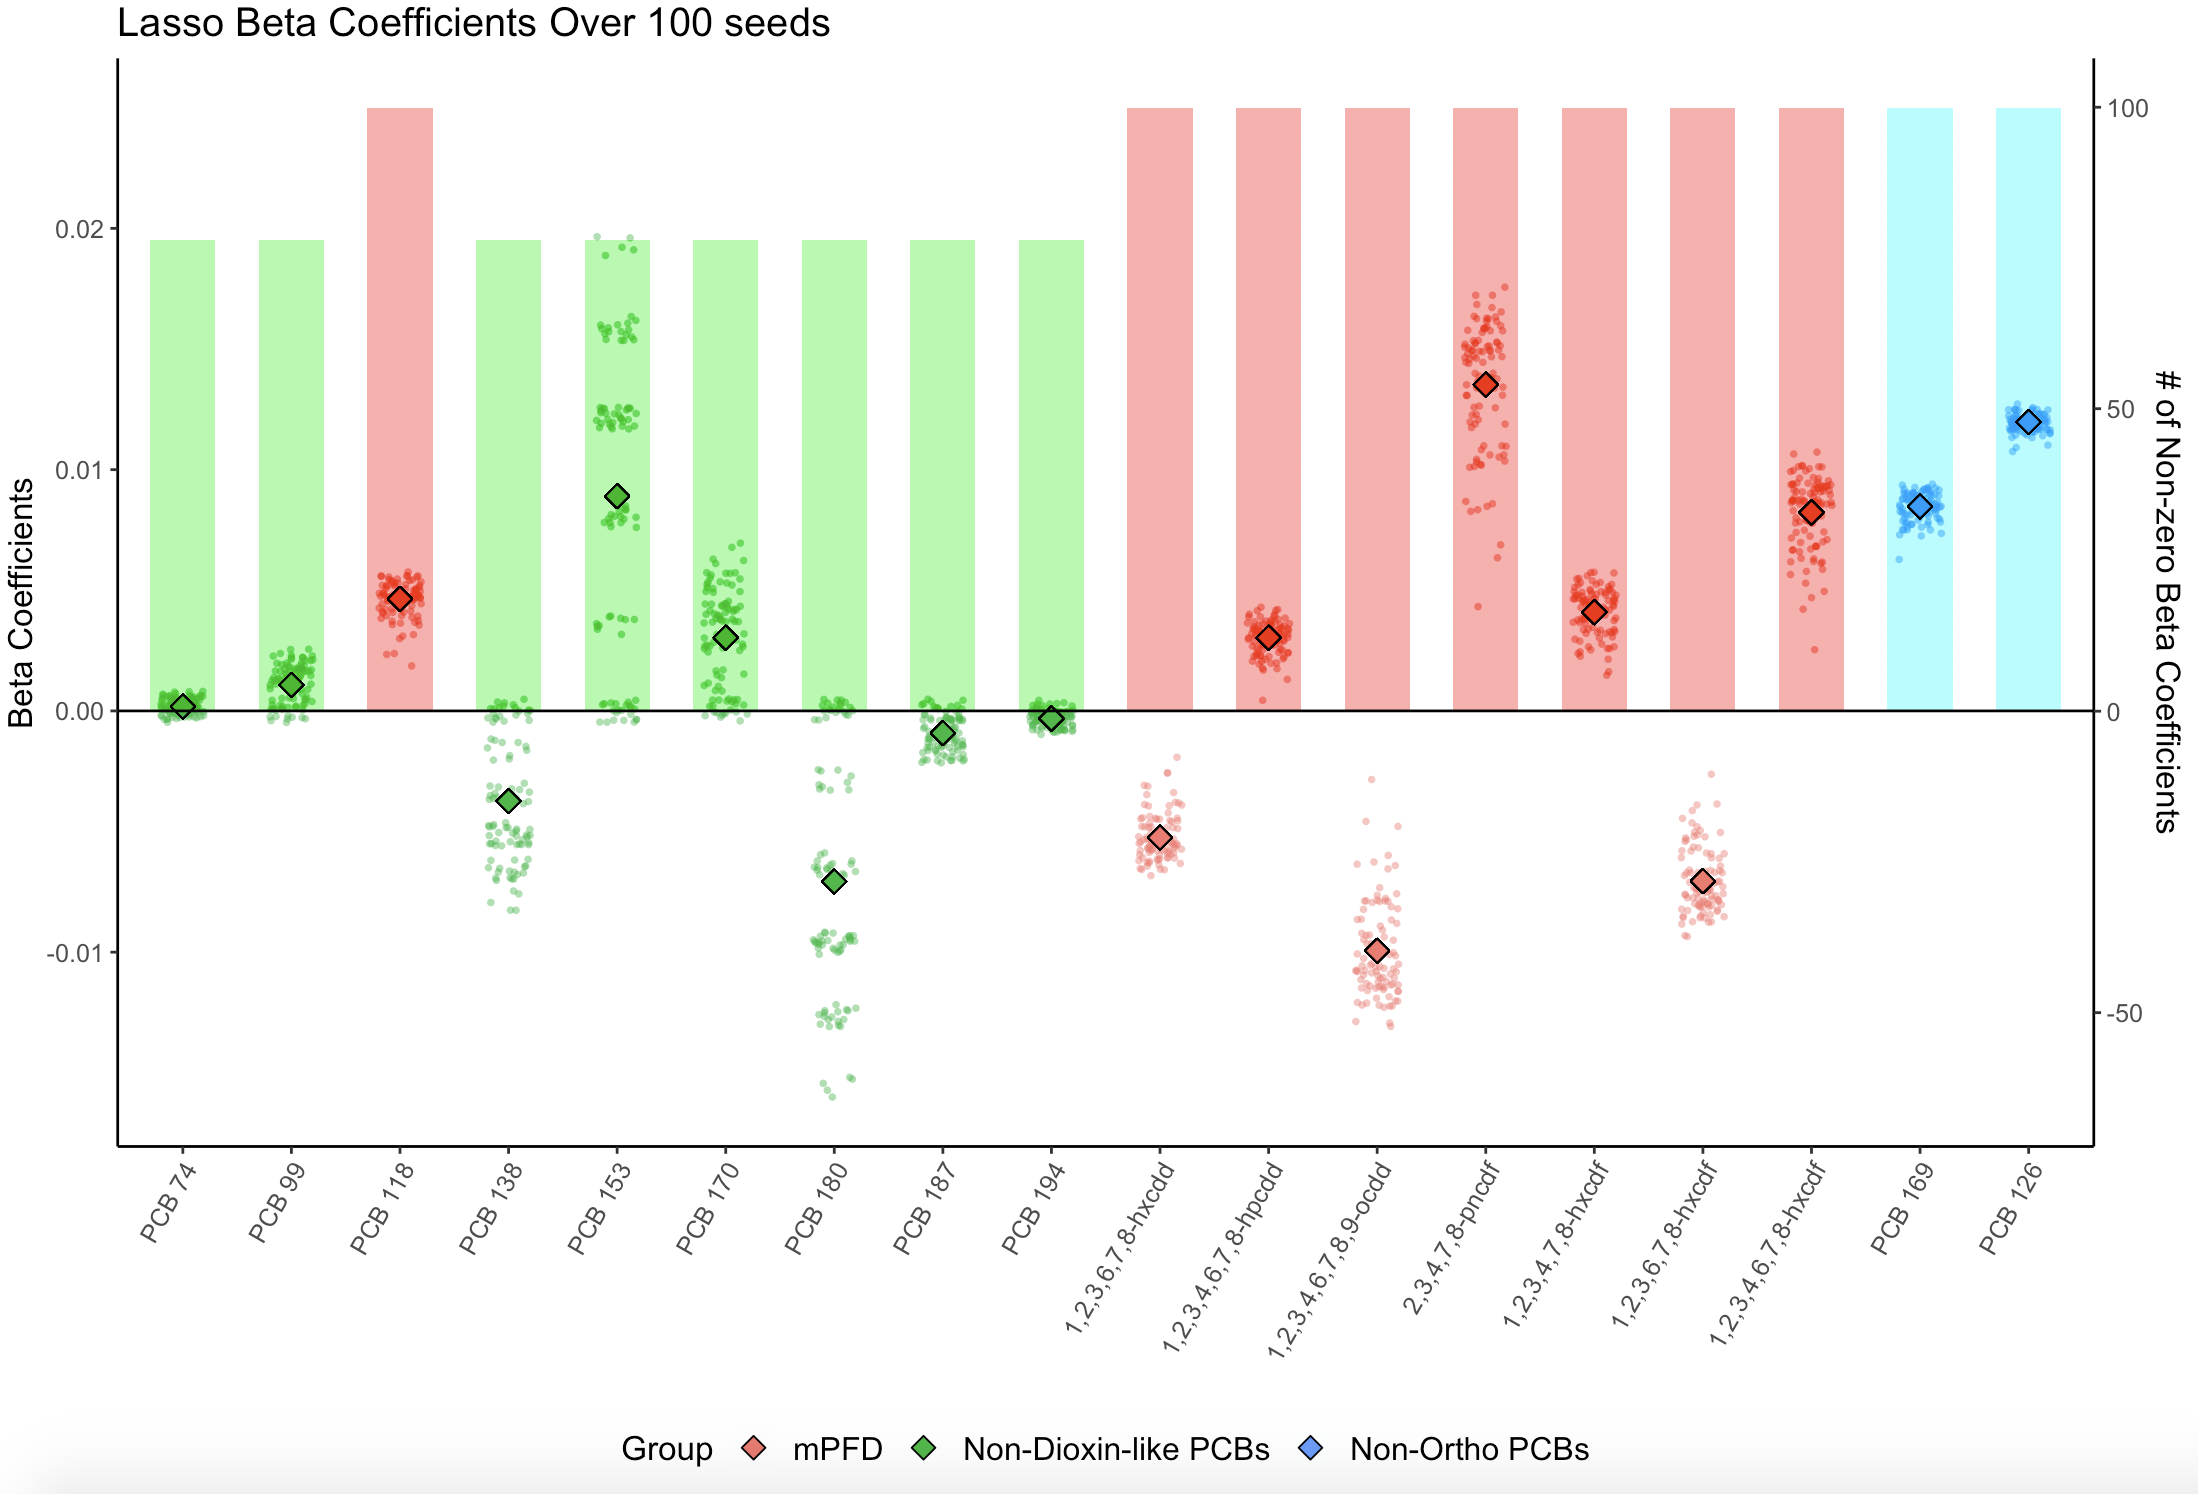 Lasso Beta Coefficients Over 100 seeds
Beta Coefficients
0.02
0.01
0.00
-0.01
100
50
0
-50
# of Non-zero Beta Coefficients
PCB 74
PCB 99
PCB 118
PCB 138
PCB 153
PCB 170
PCB 180
PCB 187
PCB 194
1,2,3,6,7,8-hxcdd
1,2,3,4,6,7,8-hpcdd
1,2,3,4,6,7,8,9-ocdd
2,3,4,7,8-pncdf
1,2,3,4,7,8-hxcdf
1,2,3,6,7,8-hxcdf
1,2,3,4,6,7,8-hxcdf
PCB 169
PCB 126
Group mPFD Non-Dioxin-like PCBs Non-Ortho PCBs